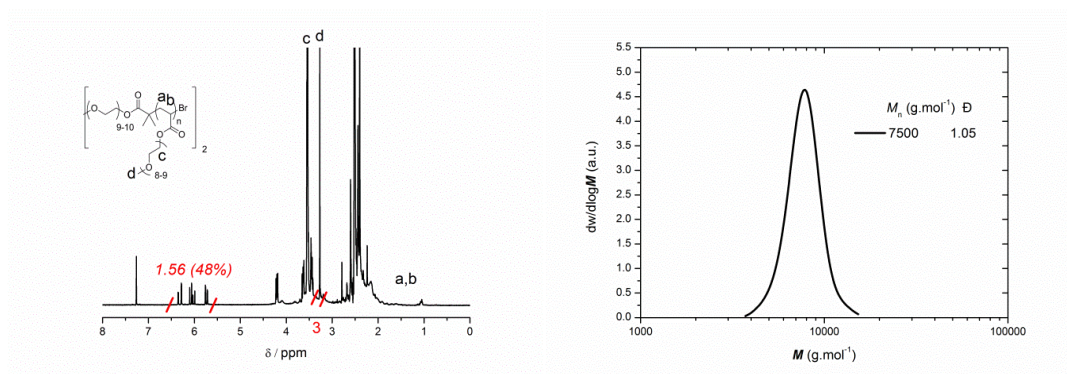 c d
O
O
O
9-10
O
a b
Br
n
O
O
c
d
O
8-9
2
1.56 (48%)
a,b
3
8 7 6 5 4 3 2 1 0
δ / ppm
5.5
5.0
4.5
4.0
3.5
3.0
2.5
2.0
1.5
1.0
0.5
0.0
dw/dlogM (a.u.)
Mn (g.mol-1) Đ
7500 1.05
1000 10000 100000
M (g.mol-1)